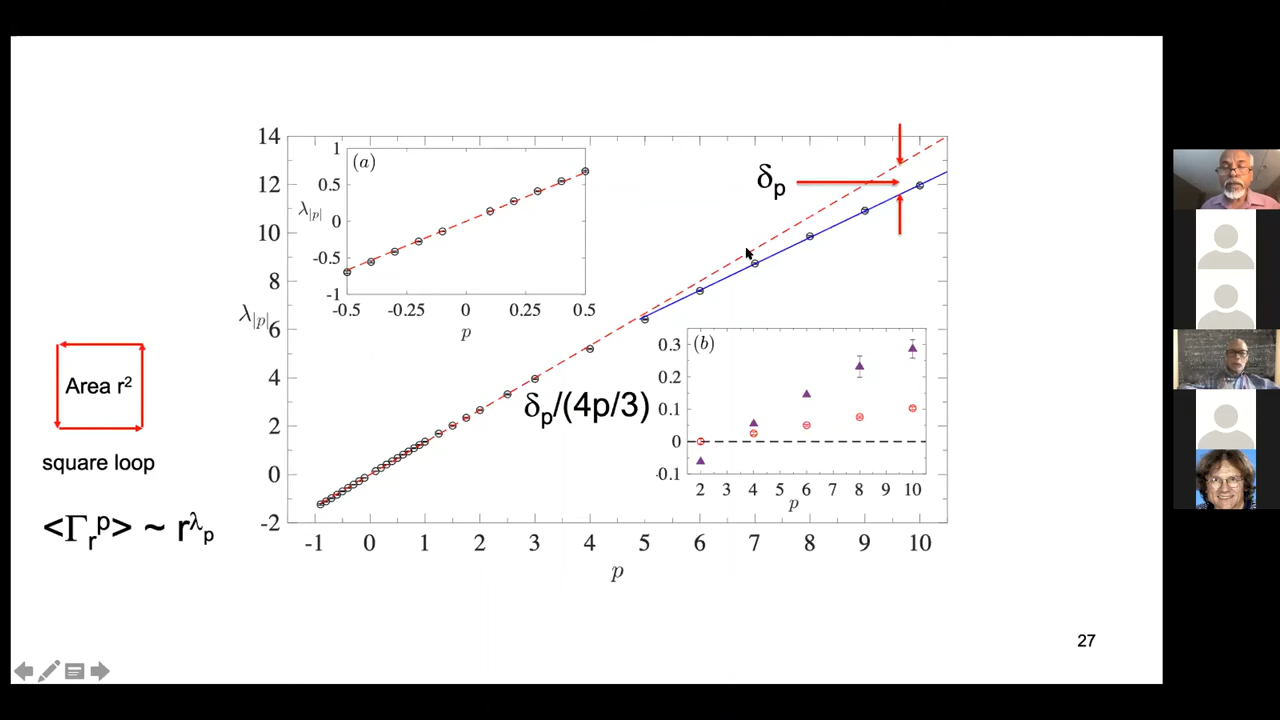 14
12
10
8
6
4
2
0
-2
λ|p|
-1 0 1 2 3 4 5 6 7 8 9 10
p
(a)
1
0.5
0
-0.5
-1
λ|p|
-0.5 -0.25 0 0.25 0.5
p
δp
(b)
0.3
0.2
0.1
0
-0.1
2 3 4 5 6 7 8 9 10
p
δp/(4p/3)
Area r²
square loop
<Γrᵖ> ~ r^λp
27